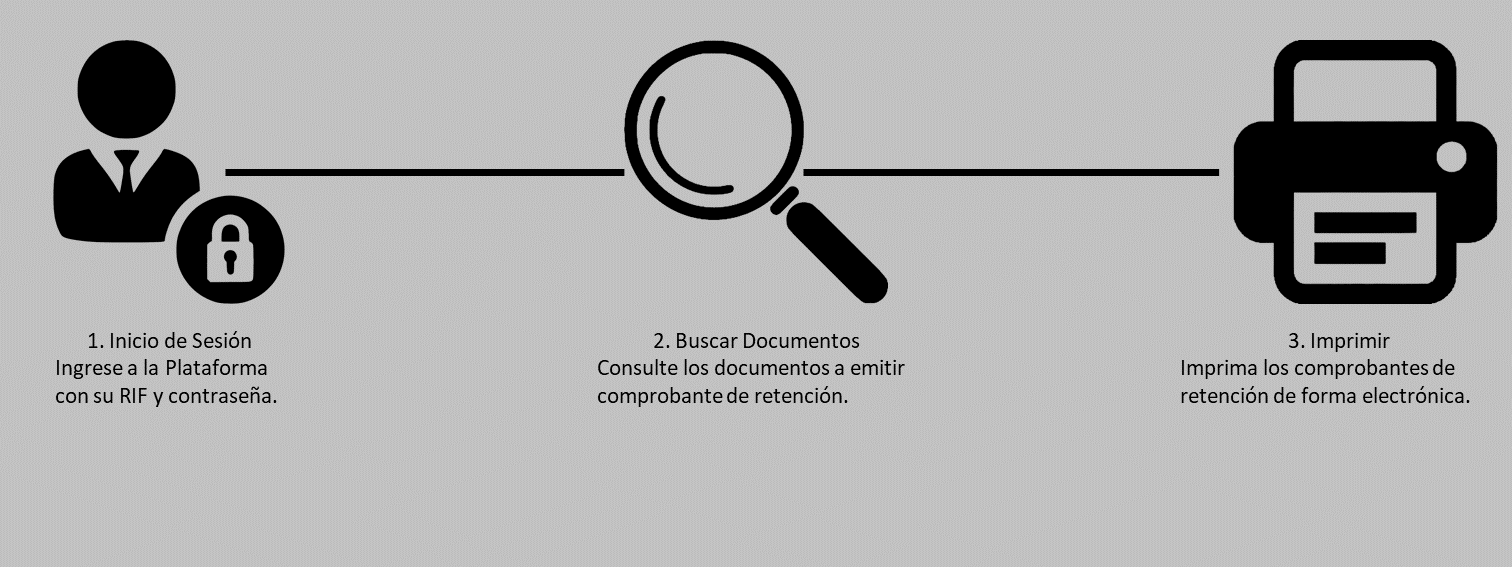 1. Inicio de Sesión
Ingrese a la Plataforma
con su RIF y contraseña.
2. Buscar Documentos
Consulte los documentos a emitir
comprobante de retención.
3. Imprimir
Imprima los comprobantes de
retención de forma electrónica.